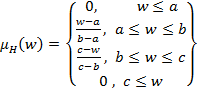 μ_H(w) = { 0, w ≤ a
(w−a)/(b−a), a ≤ w ≤ b
(c−w)/(c−b), b ≤ w ≤ c
0 , c ≤ w }